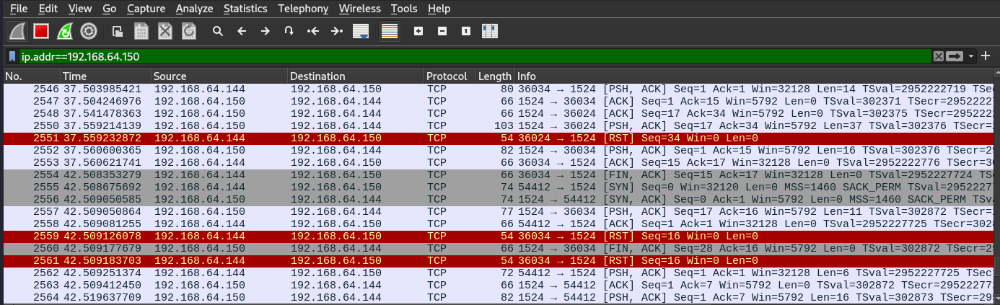 File Edit View Go Capture Analyze Statistics Telephony Wireless Tools Help
1
ip.addr==192.168.64.150
No. Time Source Destination Protocol Length Info
2546 37.503985421 192.168.64.144 192.168.64.150 TCP 80 36034 → 1524 [PSH, ACK] Seq=1 Ack=1 Win=32128 Len=14 TSval=2952222719 TSec
2547 37.504246976 192.168.64.150 192.168.64.144 TCP 66 1524 → 36034 [ACK] Seq=1 Ack=15 Win=5792 Len=0 TSval=302371 TSecr=29522227
2548 37.541478363 192.168.64.150 192.168.64.144 TCP 66 1524 → 36024 [ACK] Seq=17 Ack=34 Win=5792 Len=0 TSval=302375 TSecr=2952222
2550 37.559214139 192.168.64.150 192.168.64.144 TCP 103 1524 → 36024 [PSH, ACK] Seq=17 Ack=34 Win=5792 Len=37 TSval=302376 TSecr=2
2551 37.559232872 192.168.64.144 192.168.64.150 TCP 54 36024 → 1524 [RST] Seq=34 Win=0 Len=0
2552 37.560600365 192.168.64.150 192.168.64.144 TCP 82 1524 → 36034 [PSH, ACK] Seq=1 Ack=15 Win=5792 Len=16 TSval=302376 TSecr=29
2553 37.560621741 192.168.64.144 192.168.64.150 TCP 66 36034 → 1524 [ACK] Seq=15 Ack=17 Win=32128 Len=0 TSval=2952222776 TSecr=30
2554 42.508353279 192.168.64.144 192.168.64.150 TCP 66 36034 → 1524 [FIN, ACK] Seq=15 Ack=17 Win=32128 Len=0 TSval=2952227724 TS
2555 42.508675692 192.168.64.144 192.168.64.150 TCP 74 54412 → 1524 [SYN] Seq=0 Win=32120 Len=0 MSS=1460 SACK_PERM TSval=2952227
2556 42.509050585 192.168.64.150 192.168.64.144 TCP 74 1524 → 54412 [SYN, ACK] Seq=0 Ack=1 Win=5792 Len=0 MSS=1460 SACK_PERM TSv
2557 42.509050864 192.168.64.150 192.168.64.144 TCP 77 1524 → 36034 [PSH, ACK] Seq=17 Ack=16 Win=5792 Len=11 TSval=302872 TSecr=
2558 42.509081255 192.168.64.144 192.168.64.150 TCP 66 54412 → 1524 [ACK] Seq=1 Ack=1 Win=32128 Len=0 TSval=2952227725 TSecr=3028
2559 42.509126078 192.168.64.144 192.168.64.150 TCP 54 36034 → 1524 [RST] Seq=16 Win=0 Len=0
2560 42.509177679 192.168.64.150 192.168.64.144 TCP 66 1524 → 36034 [FIN, ACK] Seq=28 Ack=16 Win=5792 Len=0 TSval=302872 TSecr=29
2561 42.509183703 192.168.64.144 192.168.64.150 TCP 54 36034 → 1524 [RST] Seq=16 Win=0 Len=0
2562 42.509251374 192.168.64.144 192.168.64.150 TCP 72 54412 → 1524 [PSH, ACK] Seq=1 Ack=1 Win=32128 Len=6 TSval=2952227725 TSec
2563 42.509412450 192.168.64.150 192.168.64.144 TCP 66 1524 → 54412 [ACK] Seq=1 Ack=7 Win=5792 Len=0 TSval=302872 TSecr=29522277
2564 42.519637709 192.168.64.150 192.168.64.144 TCP 82 1524 → 54412 [PSH, ACK] Seq=1 Ack=7 Win=5792 Len=16 TSval=302873 TSecr=295